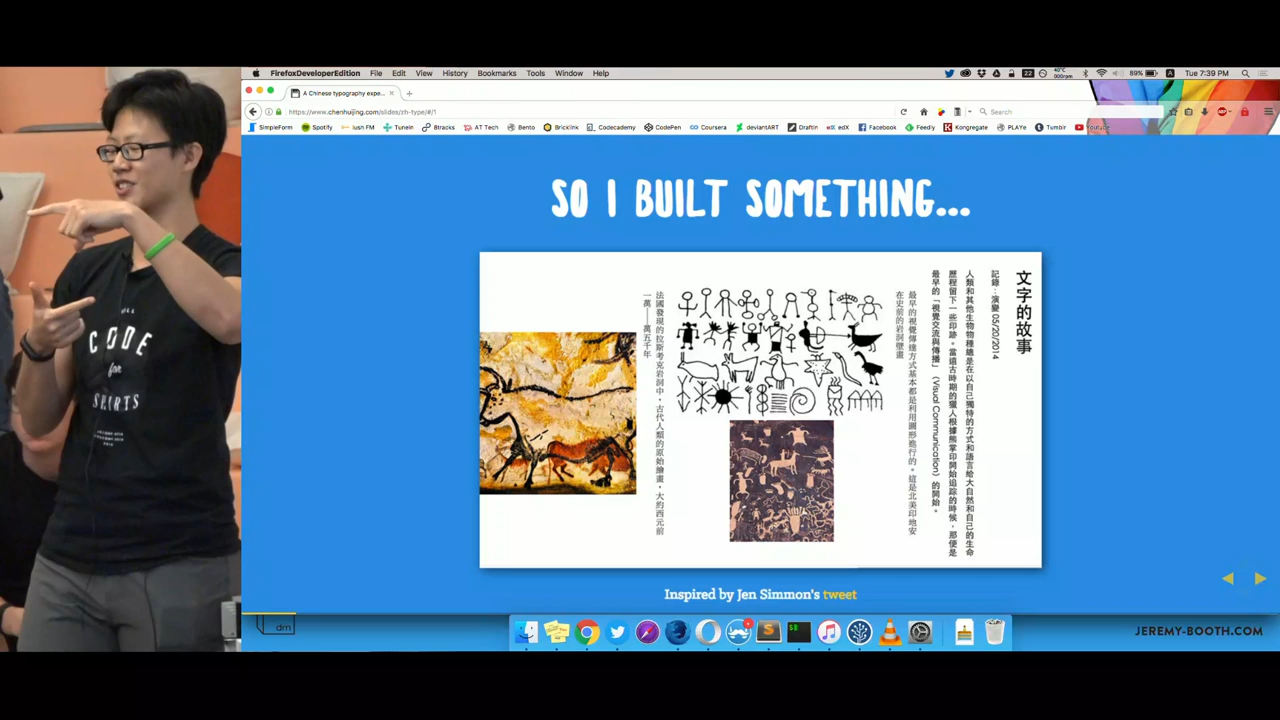 FirefoxDeveloperEdition File Edit View History Bookmarks Tools Window Help
89% Tue 7:39 PM
A Chinese typography expe...
https://www.chenhuijing.com/slides/zh-type/#/1
Search
SimpleForm Spotify lush FM TuneIn 8tracks AT TECH Bento Bricklink Codecademy CodePen Coursera deviantART Draftin edX Facebook Feedly Kongregate PLAYe Tumblr Youtube
SO I BUILT SOMETHING...
文字的故事
記錄：演變 05/20/2014
人類和其他生物物種總是在以自己獨特的方式和語言給大自然和自己的生命
歷程留下一些印跡。當遠古時期的獵人根據熊掌印開始追踪的時候，那便是
最早的「視覺交流與傳播」（Visual Communication）的開始。
最早的視覺傳達方式基本都是利用圖形進行的。這是北美印地安
在史前的岩洞壁畫
法國發現的拉斯考克岩洞中，古代人類的原始繪畫，大約西元前
一萬——萬五千年
Inspired by Jen Simmon's tweet
dm
JEREMY-BOOTH.COM
CODE
for